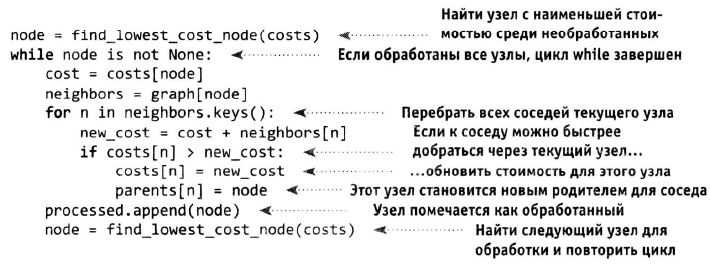 Найти узел с наименьшей стои-
node = find_lowest_cost_node(costs) мостью среди необработанных
while node is not None: Если обработаны все узлы, цикл while завершен
cost = costs[node]
neighbors = graph[node]
for n in neighbors.keys(): Перебрать всех соседей текущего узла
new_cost = cost + neighbors[n] Если к соседу можно быстрее
if costs[n] > new_cost: добраться через текущий узел...
costs[n] = new_cost ...обновить стоимость для этого узла
parents[n] = node Этот узел становится новым родителем для соседа
processed.append(node) Узел помечается как обработанный
node = find_lowest_cost_node(costs) Найти следующий узел для
обработки и повторить цикл